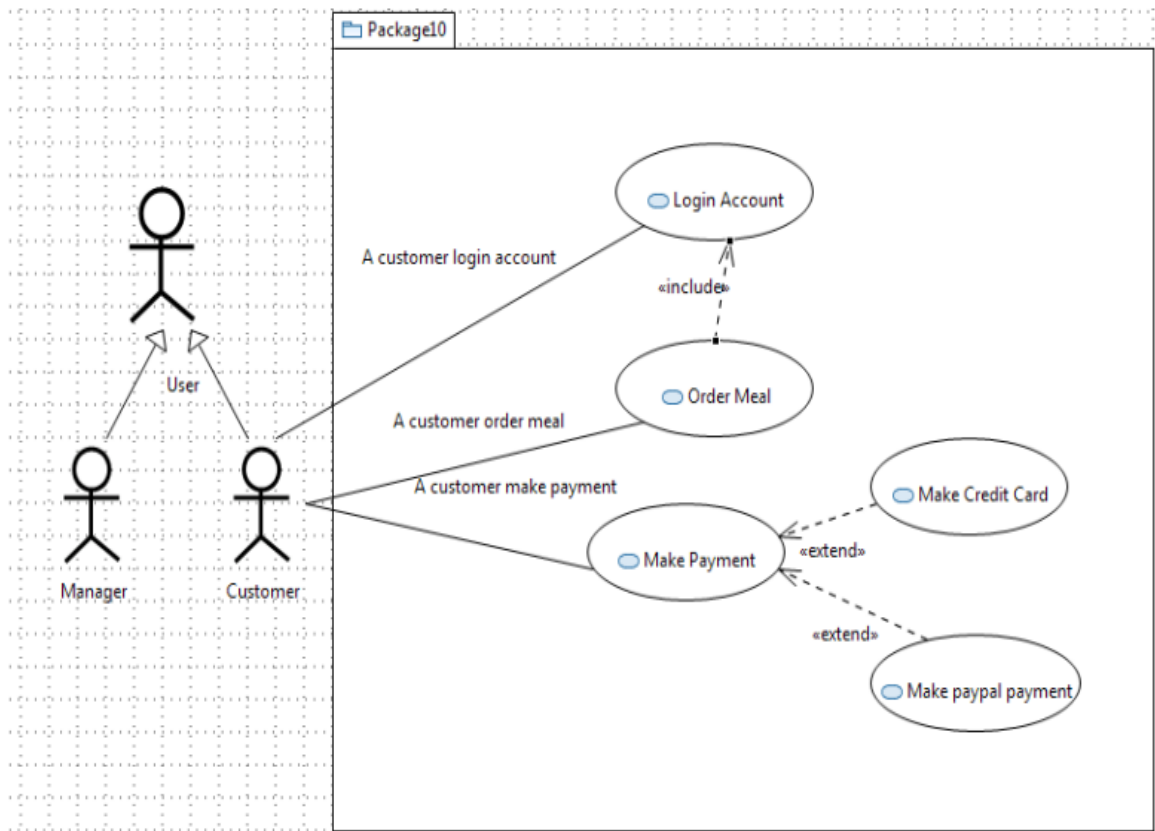 Package10
Login Account
A customer login account
«include»
User
Order Meal
A customer order meal
A customer make payment
Make Credit Card
«extend»
Make Payment
Manager
Customer
«extend»
Make paypal payment